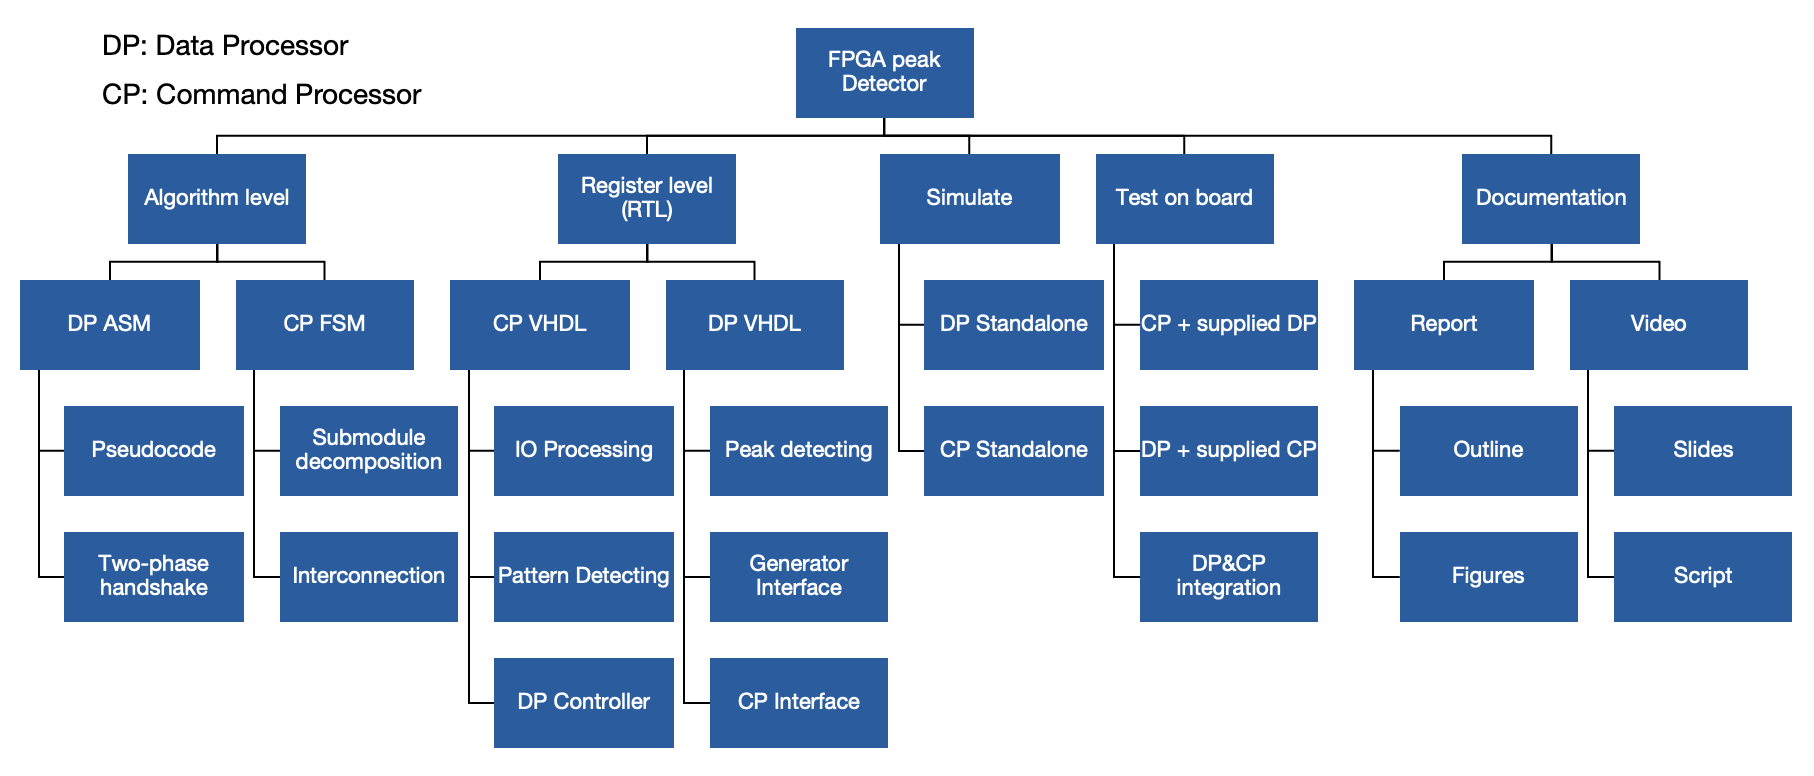 DP: Data Processor
CP: Command Processor
FPGA peak
Detector
Algorithm level
Register level
(RTL)
Simulate
Test on board
Documentation
DP ASM
CP FSM
CP VHDL
DP VHDL
DP Standalone
CP + supplied DP
Report
Video
Pseudocode
Submodule
decomposition
IO Processing
Peak detecting
CP Standalone
DP + supplied CP
Outline
Slides
Two-phase
handshake
Interconnection
Pattern Detecting
Generator
Interface
DP&CP
integration
Figures
Script
DP Controller
CP Interface